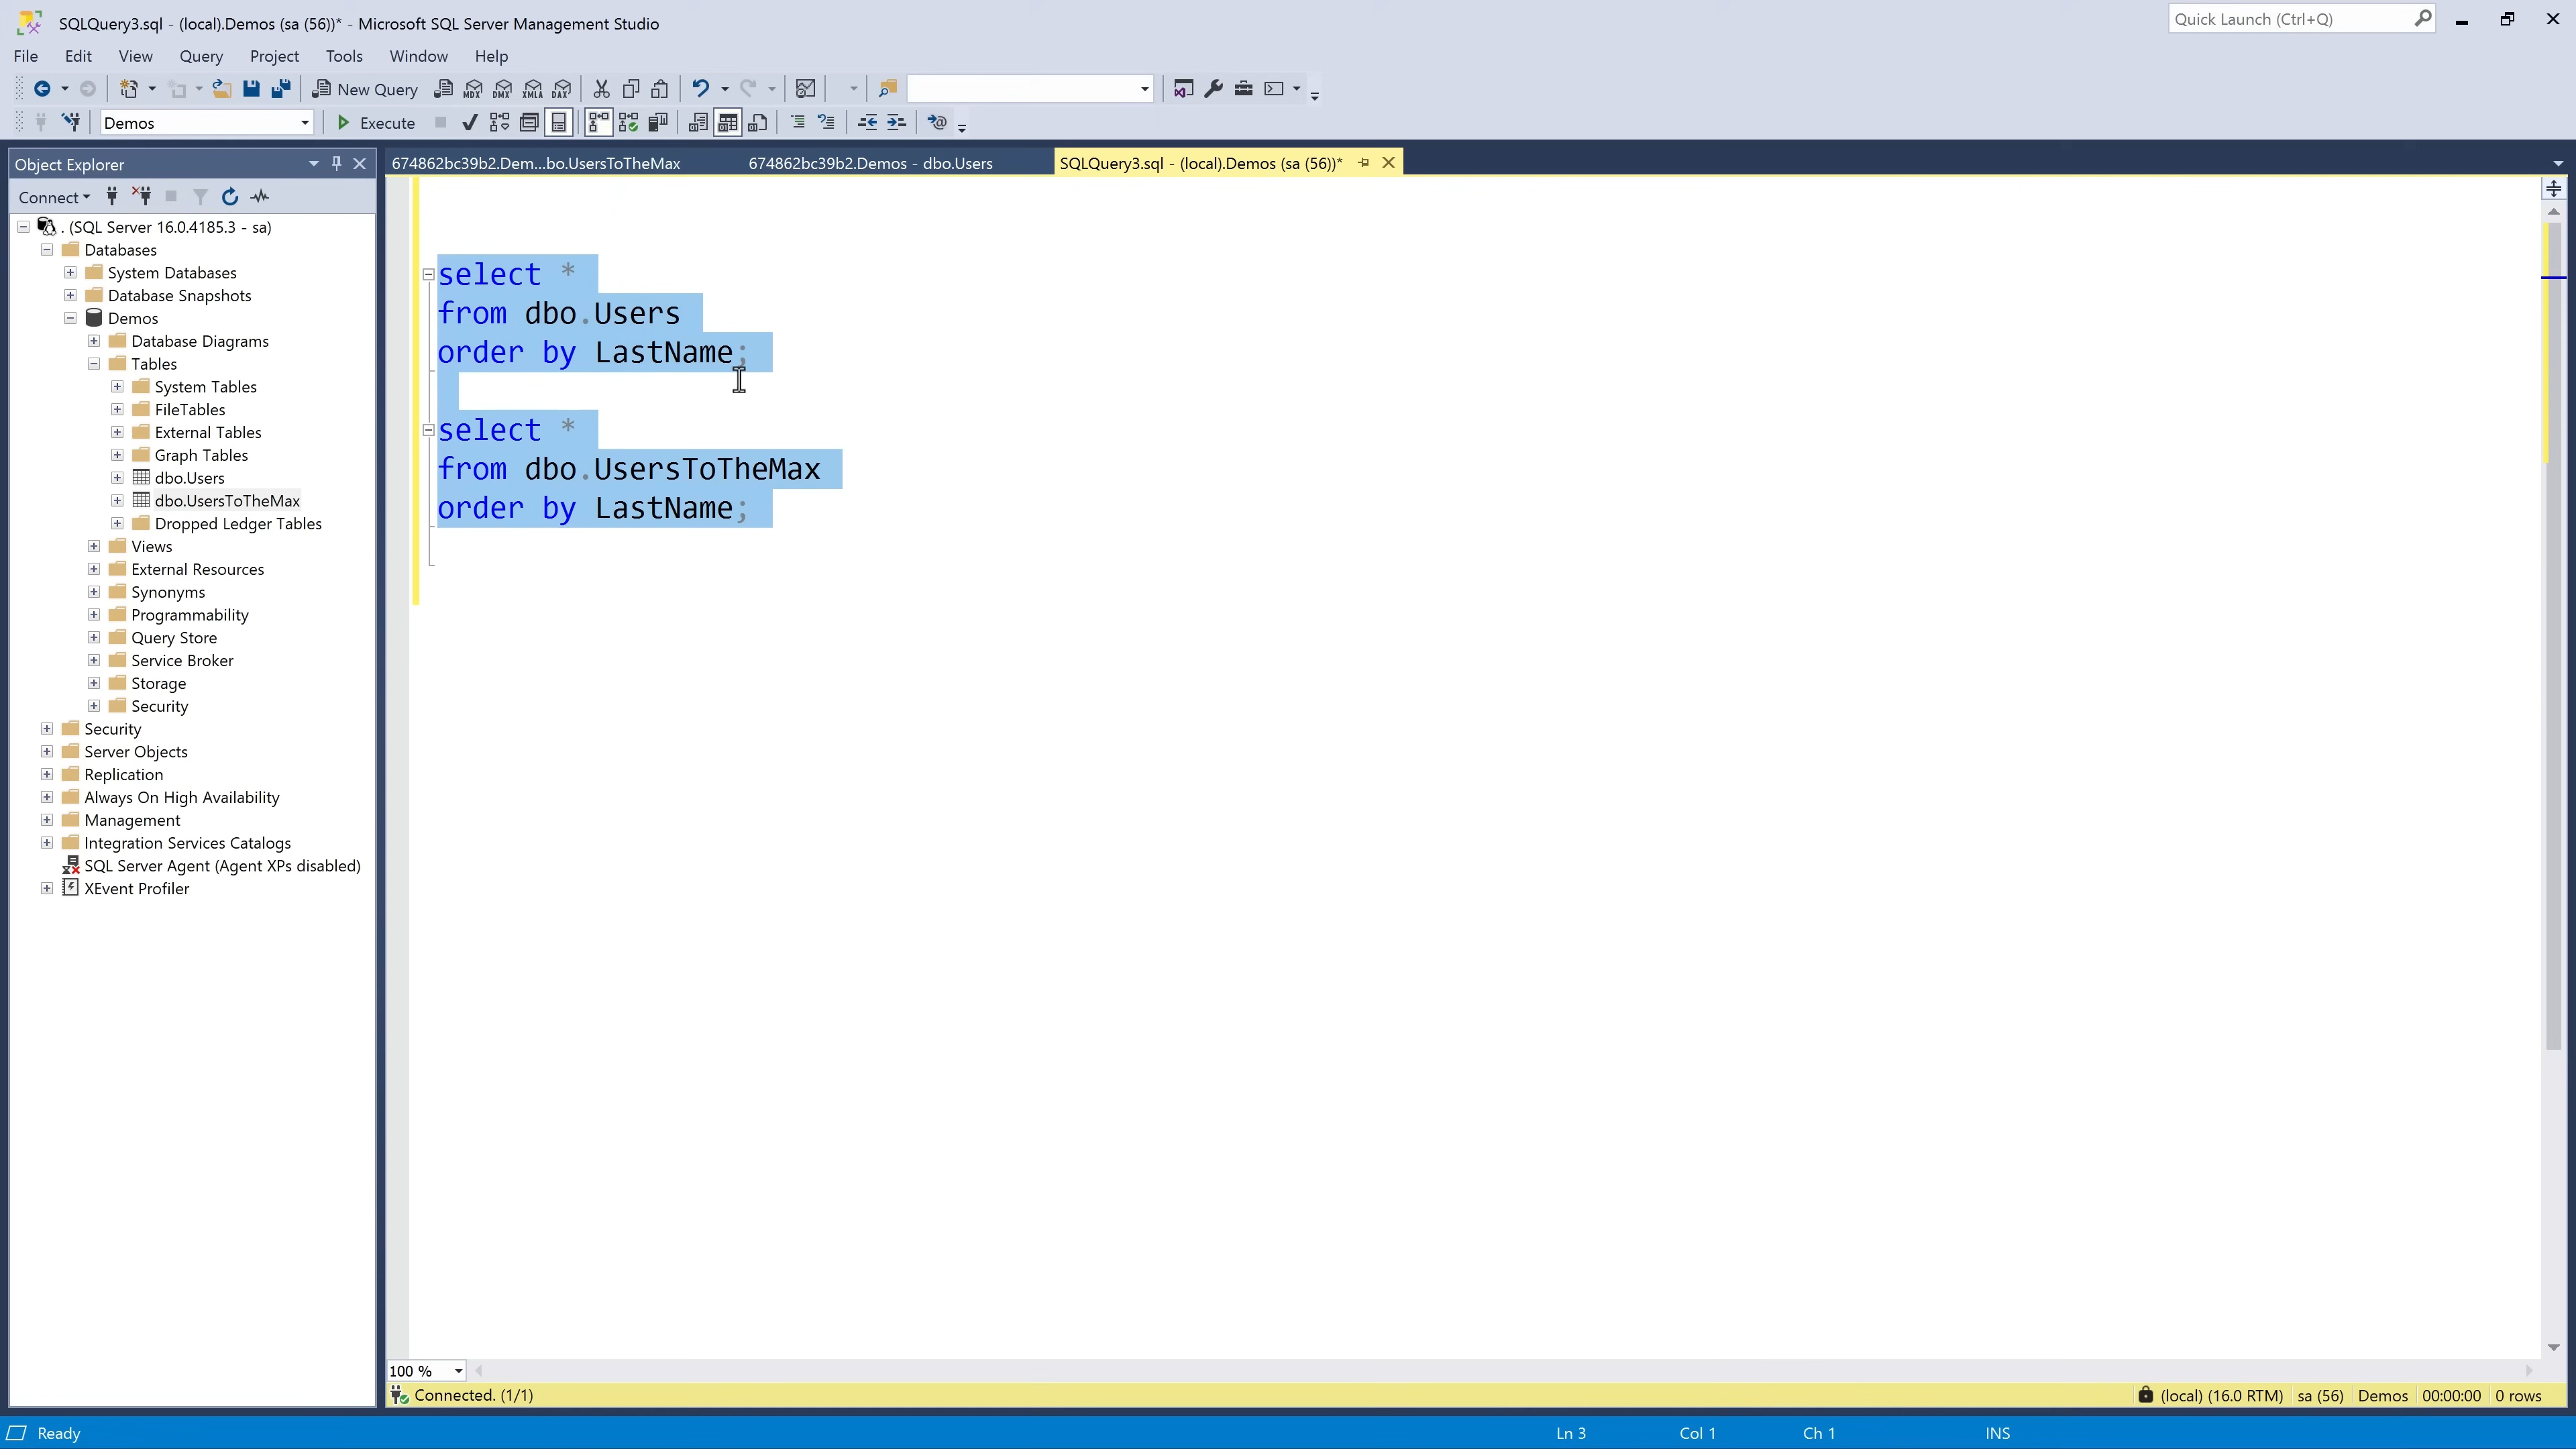 SQLQuery3.sql - (local).Demos (sa (56))* - Microsoft SQL Server Management Studio
Quick Launch (Ctrl+Q)
File Edit View Query Project Tools Window Help
New Query MDX DMX XMLA DAX
Demos Execute
Object Explorer
674862bc39b2.Dem...bo.UsersToTheMax 674862bc39b2.Demos - dbo.Users SQLQuery3.sql - (local).Demos (sa (56))*
Connect
. (SQL Server 16.0.4185.3 - sa)
Databases
System Databases
Database Snapshots
Demos
Database Diagrams
Tables
System Tables
FileTables
External Tables
Graph Tables
dbo.Users
dbo.UsersToTheMax
Dropped Ledger Tables
Views
External Resources
Synonyms
Programmability
Query Store
Service Broker
Storage
Security
Security
Server Objects
Replication
Always On High Availability
Management
Integration Services Catalogs
SQL Server Agent (Agent XPs disabled)
XEvent Profiler
select *
from dbo.Users
order by LastName;
select *
from dbo.UsersToTheMax
order by LastName;
100 %
Connected. (1/1)
(local) (16.0 RTM) sa (56) Demos 00:00:00 0 rows
Ready
Ln 3 Col 1 Ch 1 INS